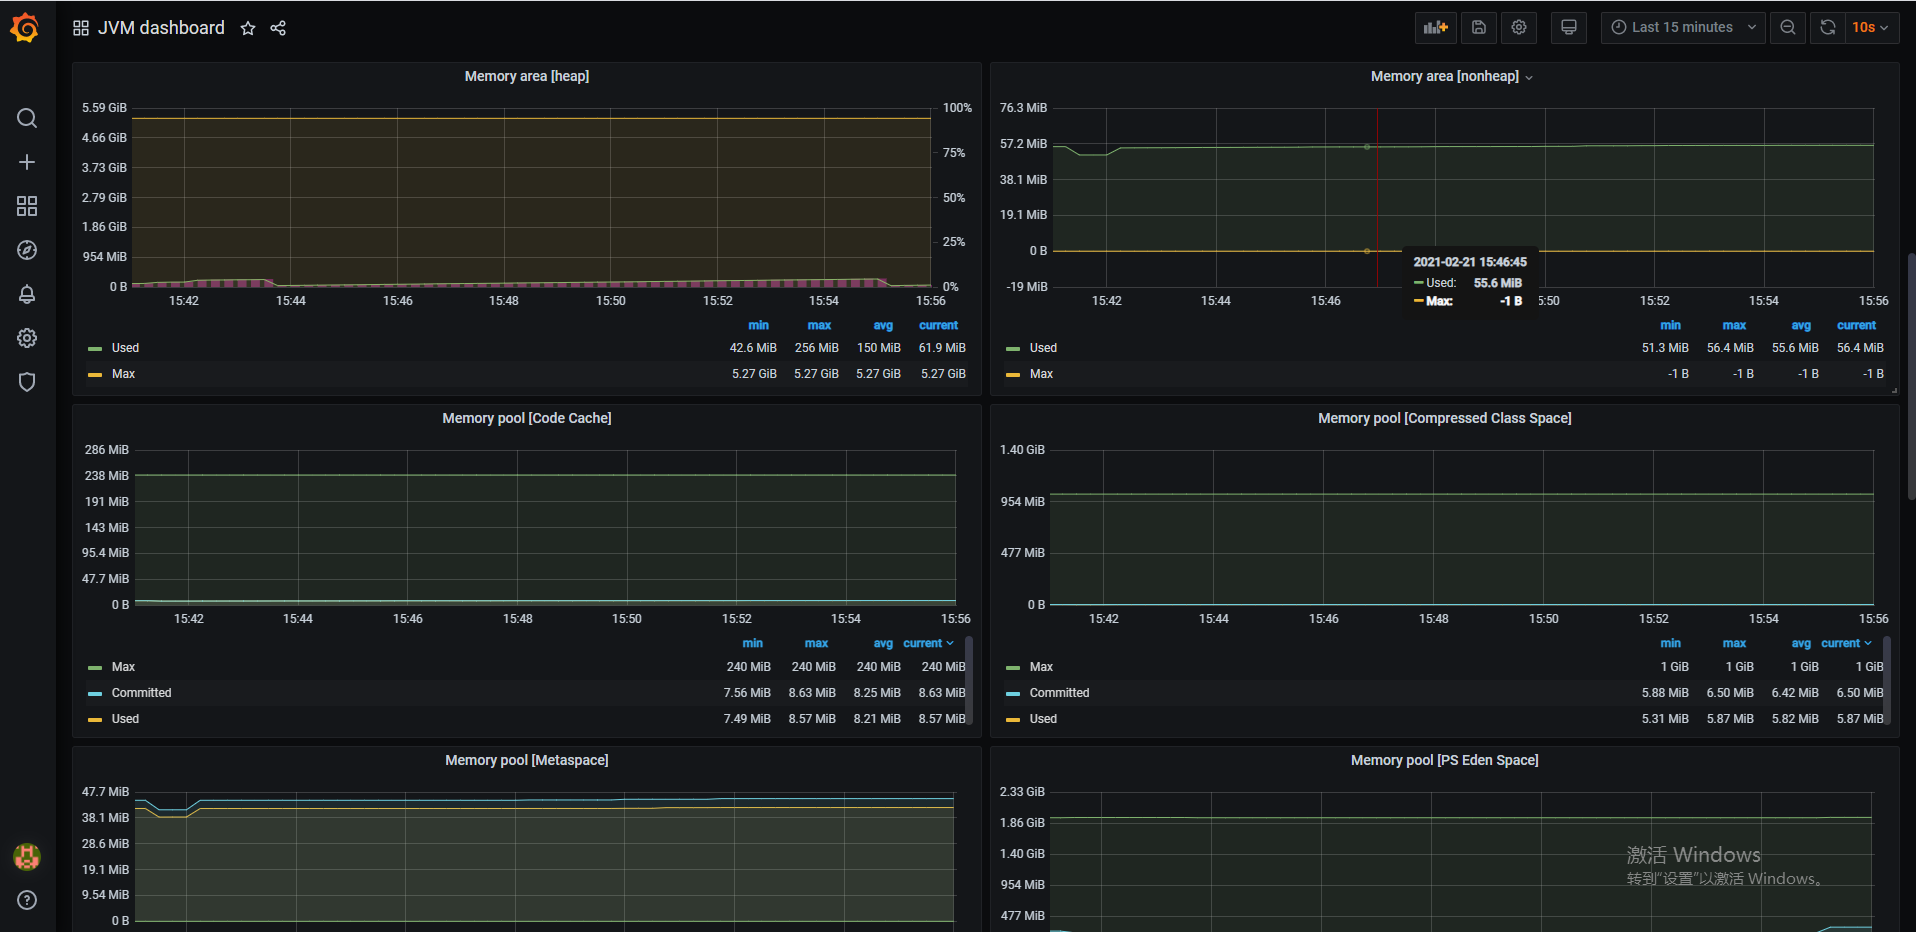 JVM dashboard
Last 15 minutes
10s
Memory area [heap]
5.59 GiB
4.66 GiB
3.73 GiB
2.79 GiB
1.86 GiB
954 MiB
0 B
100%
75%
50%
25%
0%
15:42 15:44 15:46 15:48 15:50 15:52 15:54 15:56
min max avg current
Used 42.6 MiB 256 MiB 150 MiB 61.9 MiB
Max 5.27 GiB 5.27 GiB 5.27 GiB 5.27 GiB
Memory area [nonheap]
76.3 MiB
57.2 MiB
38.1 MiB
19.1 MiB
0 B
-19 MiB
15:42 15:44 15:46 5:50 15:52 15:54 15:56
2021-02-21 15:46:45
Used: 55.6 MiB
Max: -1 B
min max avg current
Used 51.3 MiB 56.4 MiB 55.6 MiB 56.4 MiB
Max -1 B -1 B -1 B -1 B
Memory pool [Code Cache]
286 MiB
238 MiB
191 MiB
143 MiB
95.4 MiB
47.7 MiB
0 B
15:42 15:44 15:46 15:48 15:50 15:52 15:54 15:56
min max avg current
Max 240 MiB 240 MiB 240 MiB 240 MiB
Committed 7.56 MiB 8.63 MiB 8.25 MiB 8.63 MiB
Used 7.49 MiB 8.57 MiB 8.21 MiB 8.57 MiB
Memory pool [Compressed Class Space]
1.40 GiB
954 MiB
477 MiB
0 B
15:42 15:44 15:46 15:48 15:50 15:52 15:54 15:56
min max avg current
Max 1 GiB 1 GiB 1 GiB 1 GiB
Committed 5.88 MiB 6.50 MiB 6.42 MiB 6.50 MiB
Used 5.31 MiB 5.87 MiB 5.82 MiB 5.87 MiB
Memory pool [Metaspace]
47.7 MiB
38.1 MiB
28.6 MiB
19.1 MiB
9.54 MiB
0 B
Memory pool [PS Eden Space]
2.33 GiB
1.86 GiB
1.40 GiB
954 MiB
477 MiB
激活 Windows
转到“设置”以激活 Windows。